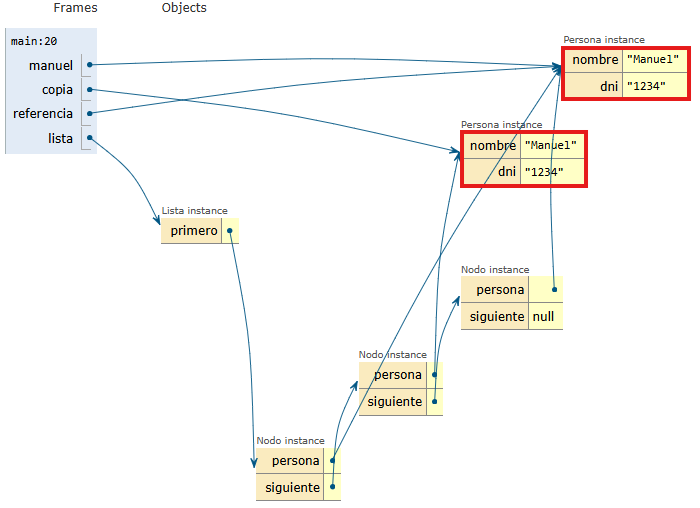 Frames Objects
main:20
manuel
copia
referencia
lista
Persona instance
nombre "Manuel"
dni "1234"
Persona instance
nombre "Manuel"
dni "1234"
Lista instance
primero
Nodo instance
persona
siguiente null
Nodo instance
persona
siguiente
Nodo instance
persona
siguiente